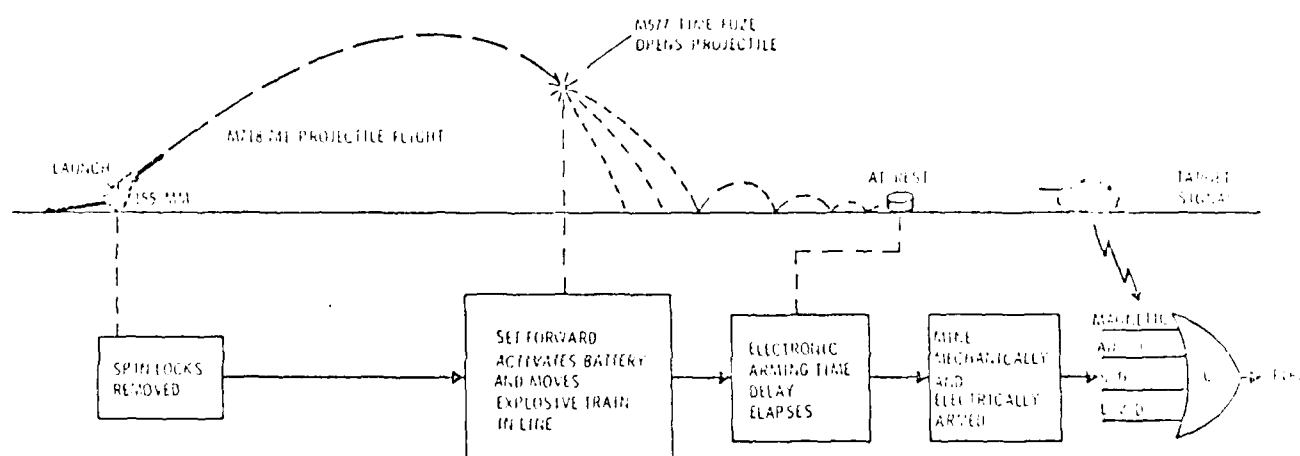 M577 TIME FUZE
OPENS PROJECTILE
PROJECTILE FLIGHT
LAUNCH
155 MM
AT REST
TARGET
SIGNAL
SPIN LOCKS
REMOVED
SET FORWARD
ACTIVATES BATTERY
AND MOVES
EXPLOSIVE TRAIN
IN LINE
ELECTRONIC
ARMING TIME
DELAY
ELAPSES
MINE
MECHANICALLY
AND
ELECTRICALLY
ARMED
MAGNETIC